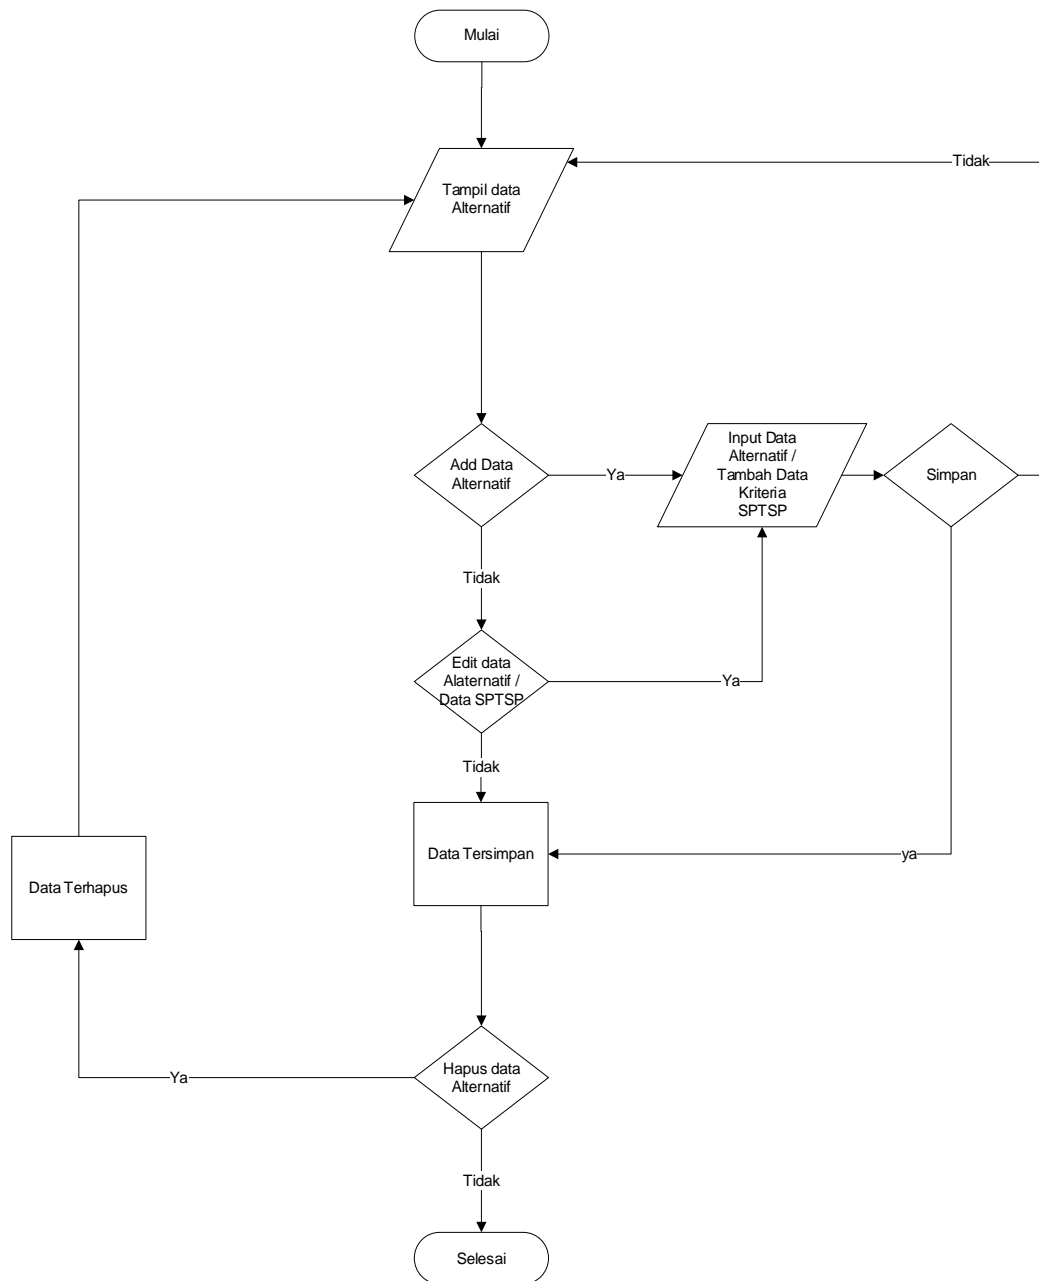 Mulai
Tidak
Tampil data
Alternatif
Add Data
Alternatif
Ya
Input Data
Alternatif /
Tambah Data
Kriteria
SPTSP
Simpan
Tidak
Edit data
Alaternatif /
Data SPTSP
Ya
Tidak
Data Tersimpan
ya
Data Terhapus
Hapus data
Alternatif
Ya
Tidak
Selesai